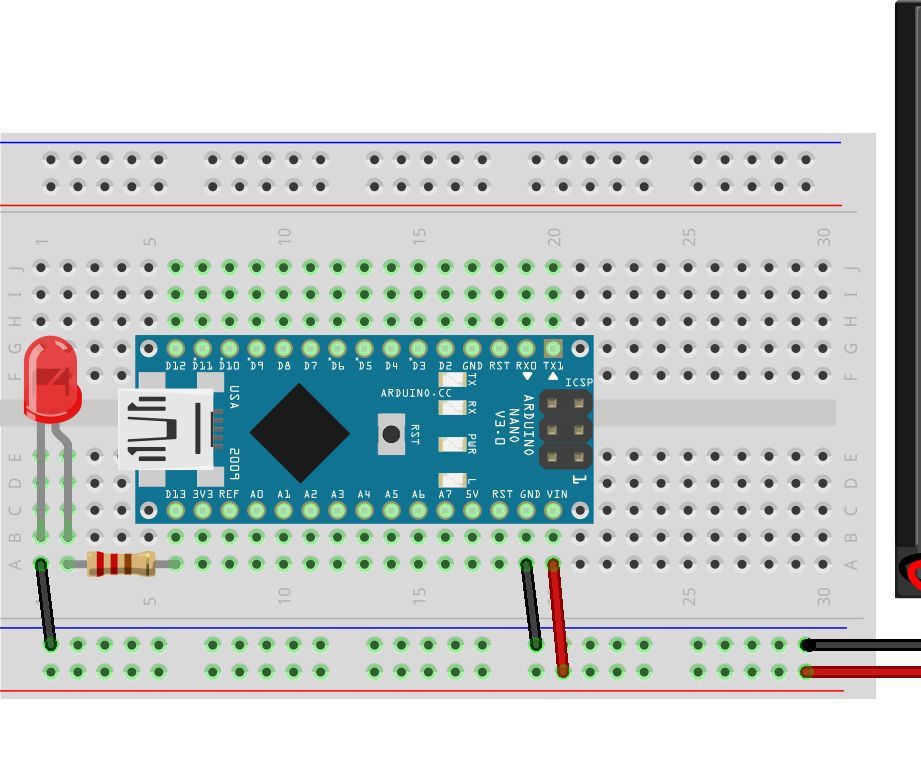 1 5 10 15 20 25 30
J J
I I
H H
G G
F F
D12 D11 D10 D9 D8 D7 D6 D5 D4 D3 D2 GND RST RX0 TX1
TX
ICSP
USA
ARDUINO.CC
RX
ARDUINO
NANO
V3.0
RST
PWR
2009
L
1
E E
D D
C C
B B
A A
D13 3V3 REF A0 A1 A2 A3 A4 A5 A6 A7 5V RST GND VIN
5 10 15 25 30